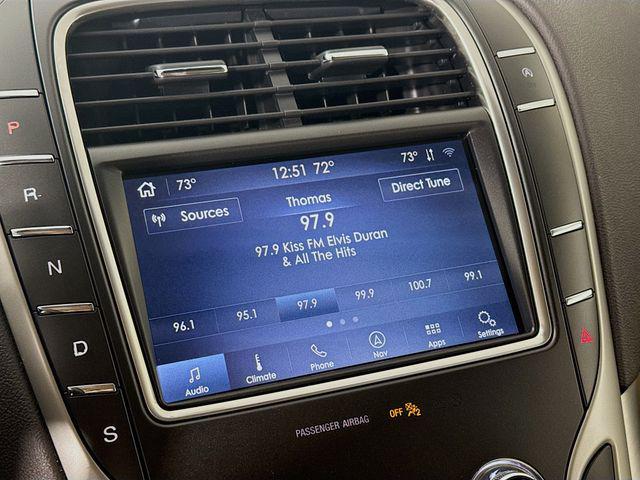 73° 12:51 72° 73°
Sources Thomas Direct Tune
97.9
97.9 Kiss FM Elvis Duran
& All The Hits
96.1 95.1 97.9 99.9 100.7 99.1
Audio Climate Phone Nav Apps Settings
PASSENGER AIRBAG OFF 2
P
R
N
D
S
A